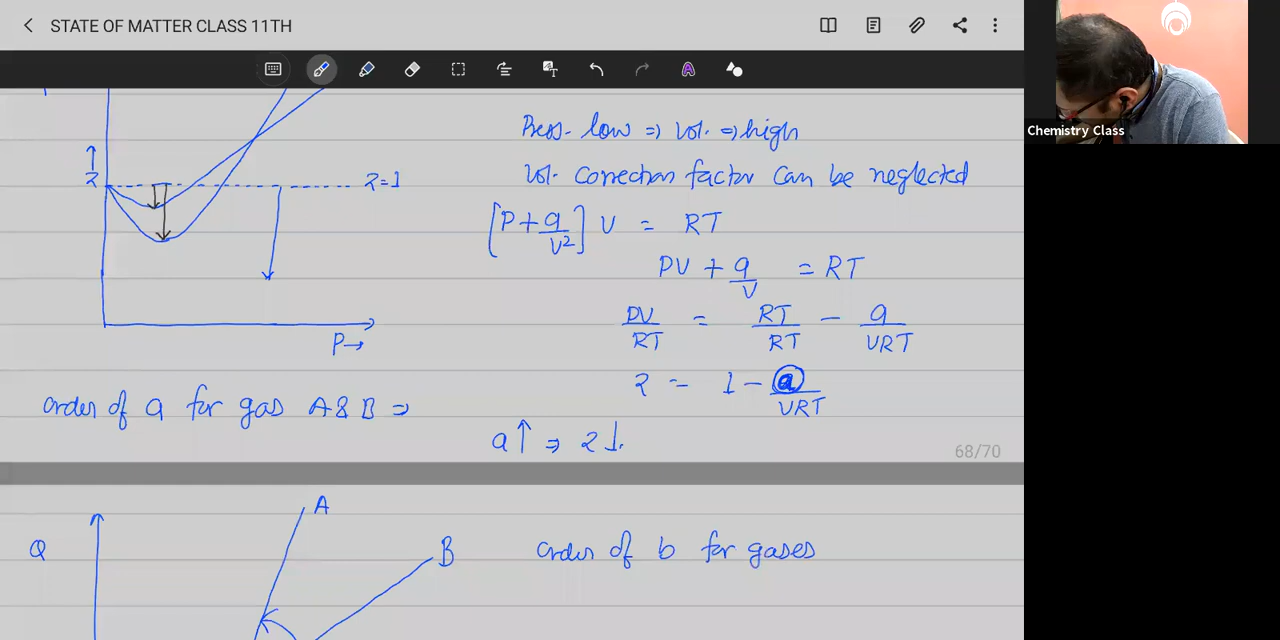 STATE OF MATTER CLASS 11TH
Chemistry Class
Press. low ⇒ vol. ⇒ high
vol. correction factor can be neglected
Z
Z=1
[P + a/V²] V = RT
PV + a/V = RT
PV/RT = RT/RT − a/VRT
P→
Z = 1 − a/VRT
order of a for gas A & B ⇒
a↑ ⇒ Z↓.
68/70
A
Q
B
order of b for gases